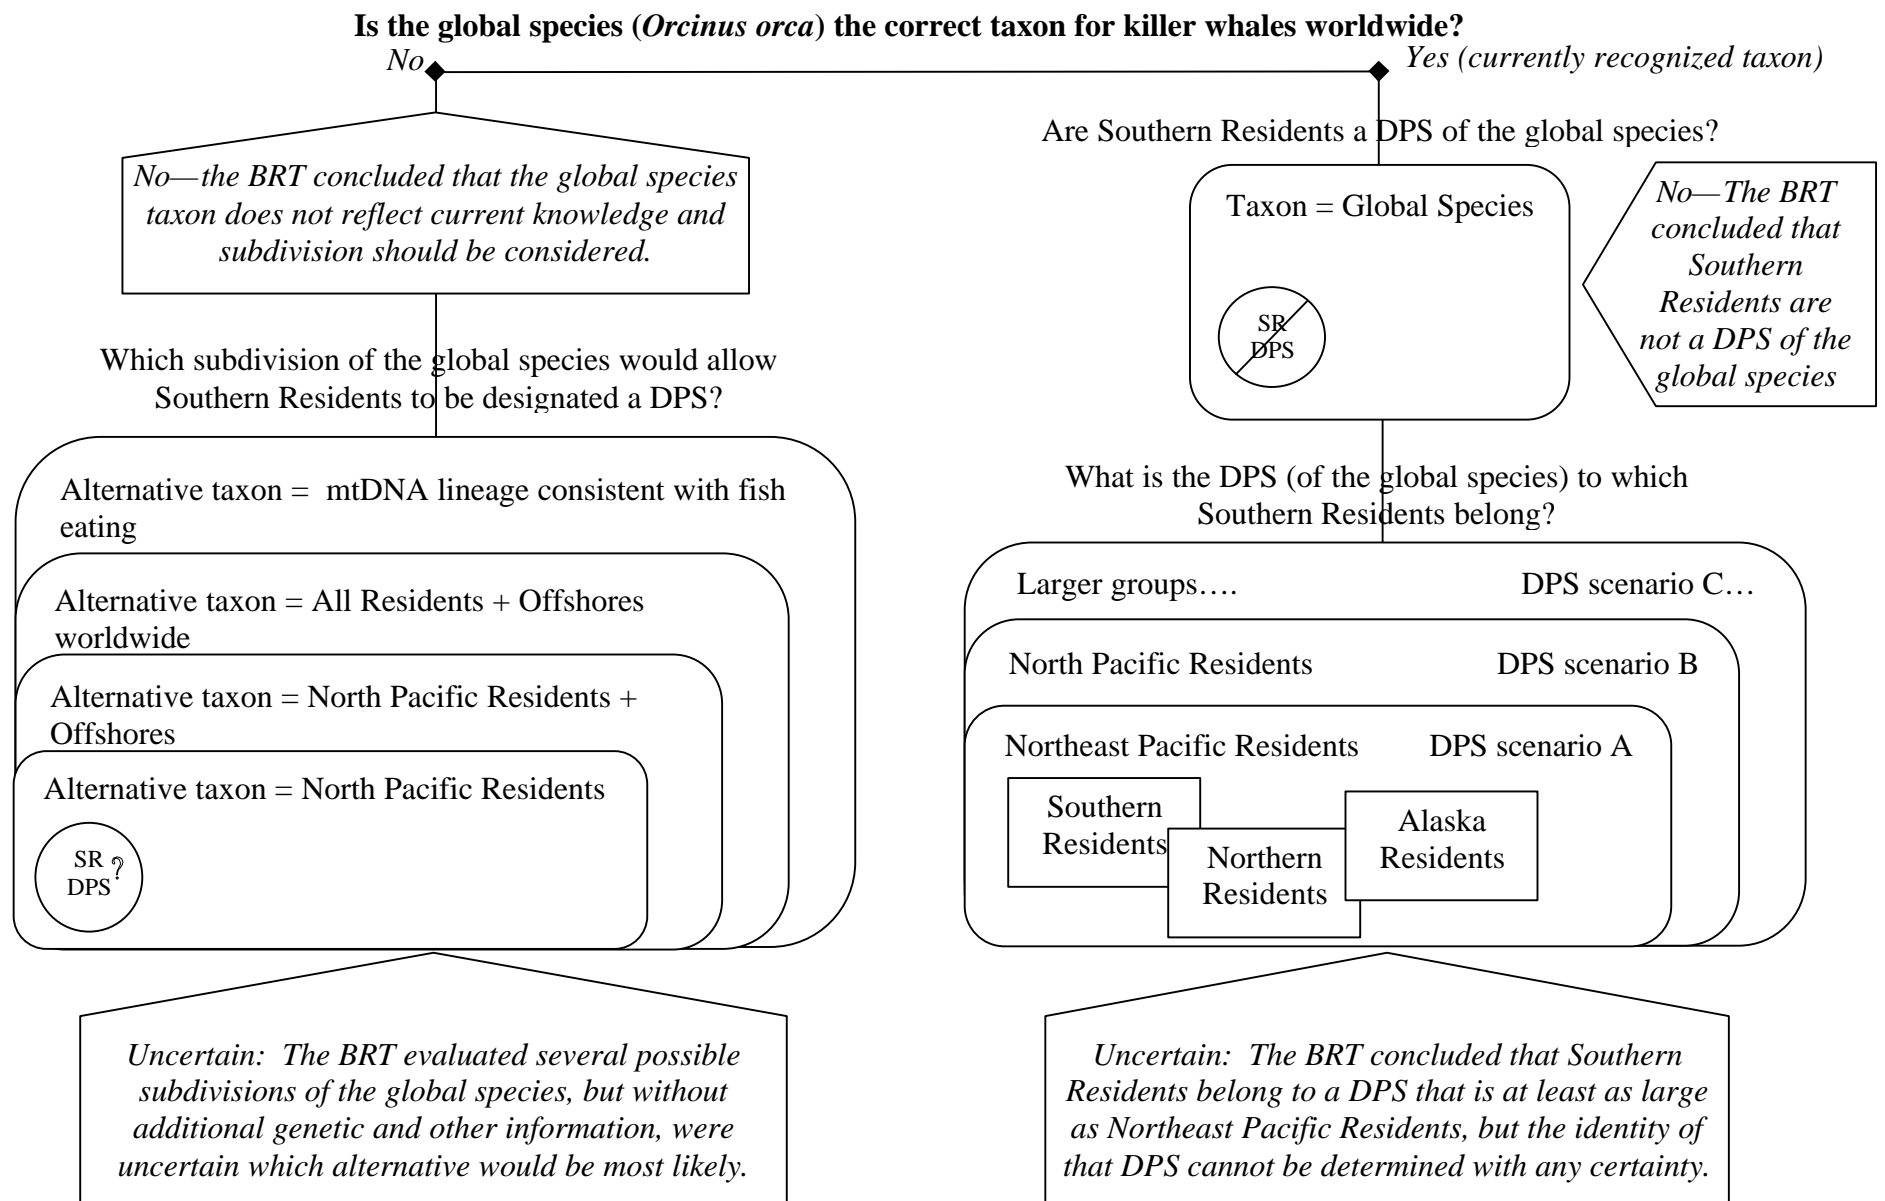 Is the global species (Orcinus orca) the correct taxon for killer whales worldwide?
No
Yes (currently recognized taxon)
No—the BRT concluded that the global species
taxon does not reflect current knowledge and
subdivision should be considered.
Which subdivision of the global species would allow
Southern Residents to be designated a DPS?
Alternative taxon = mtDNA lineage consistent with fish
eating
Alternative taxon = All Residents + Offshores
worldwide
Alternative taxon = North Pacific Residents +
Offshores
Alternative taxon = North Pacific Residents
SR ?
DPS
Uncertain: The BRT evaluated several possible
subdivisions of the global species, but without
additional genetic and other information, were
uncertain which alternative would be most likely.
Are Southern Residents a DPS of the global species?
Taxon = Global Species
SR
DPS
No—The BRT
concluded that
Southern
Residents are
not a DPS of the
global species
What is the DPS (of the global species) to which
Southern Residents belong?
Larger groups…. DPS scenario C…
North Pacific Residents DPS scenario B
Northeast Pacific Residents DPS scenario A
Southern
Residents
Northern
Residents
Alaska
Residents
Uncertain: The BRT concluded that Southern
Residents belong to a DPS that is at least as large
as Northeast Pacific Residents, but the identity of
that DPS cannot be determined with any certainty.